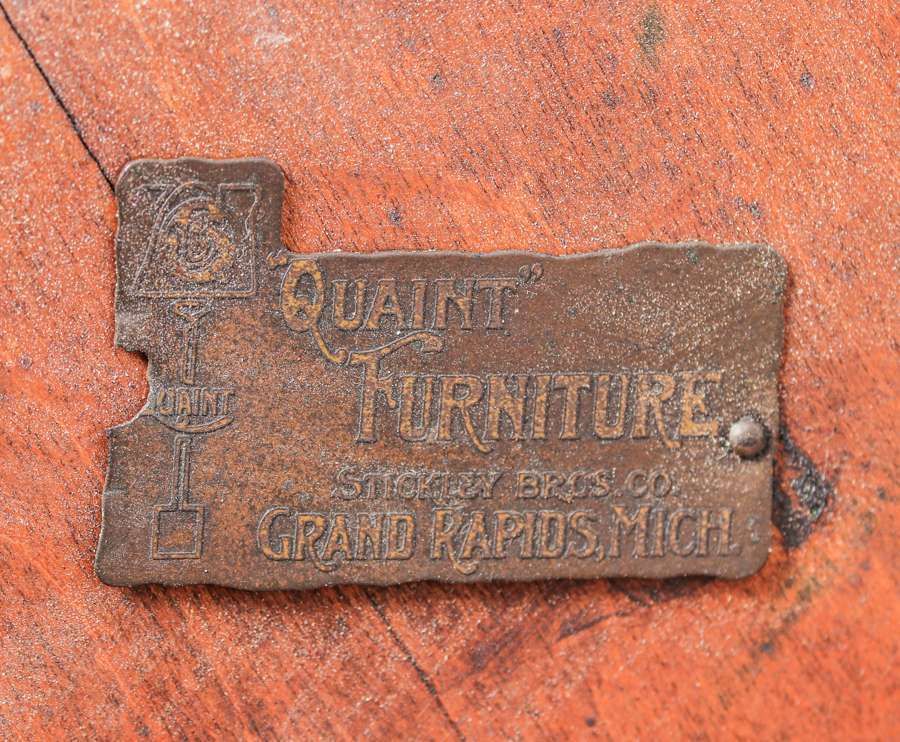 "QUAINT"
FURNITURE
STICKLEY BROS. CO.
GRAND RAPIDS, MICH.
QUAINT